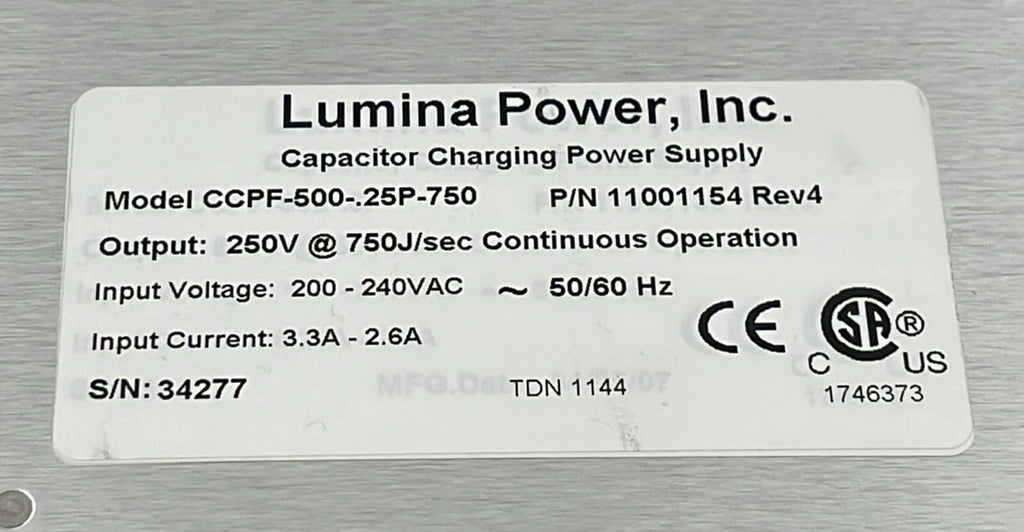 Lumina Power, Inc.
Capacitor Charging Power Supply
Model CCPF-500-.25P-750 P/N 11001154 Rev4
Output: 250V @ 750J/sec Continuous Operation
Input Voltage: 200 - 240VAC ~ 50/60 Hz
Input Current: 3.3A - 2.6A
CE C SA ® US
S/N: 34277 TDN 1144 1746373